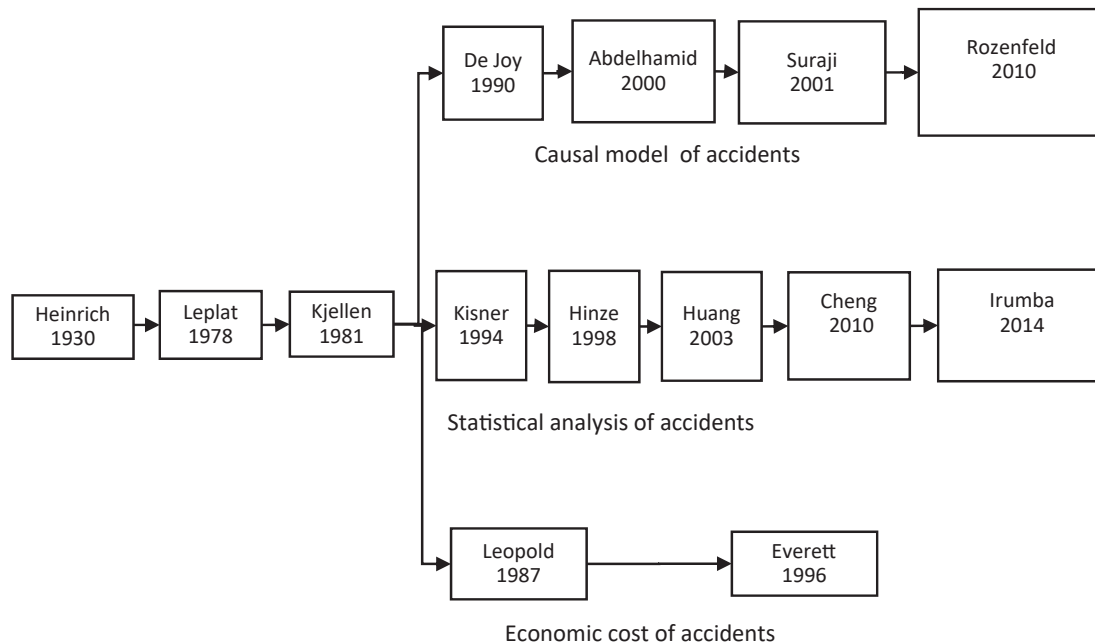 De Joy
1990
Abdelhamid
2000
Suraji
2001
Rozenfeld
2010
Causal model  of accidents
Heinrich
1930
Leplat
1978
Kjellen
1981
Kisner
1994
Hinze
1998
Huang
2003
Cheng
2010
Irumba
2014
Statistical analysis of accidents
Leopold
1987
Everett
1996
Economic cost of accidents